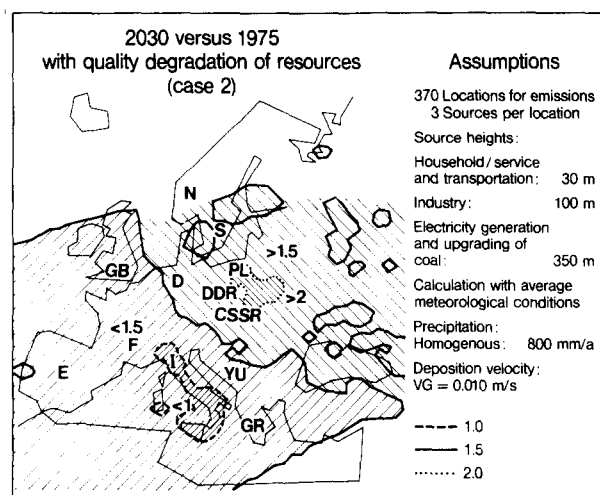 2030 versus 1975
with quality degradation of resources
(case 2)
N
S
GB
D
PL
>1.5
DDR
>2
CSSR
<1.5
F
E
I
<1
YU
GR
Assumptions
370 Locations for emissions
3 Sources per location
Source heights:
Household/service
and transportation: 30 m
Industry: 100 m
Electricity generation
and upgrading of
coal: 350 m
Calculation with average
meteorological conditions
Precipitation:
Homogenous: 800 mm/a
Deposition velocity:
VG = 0.010 m/s
1.0
1.5
2.0